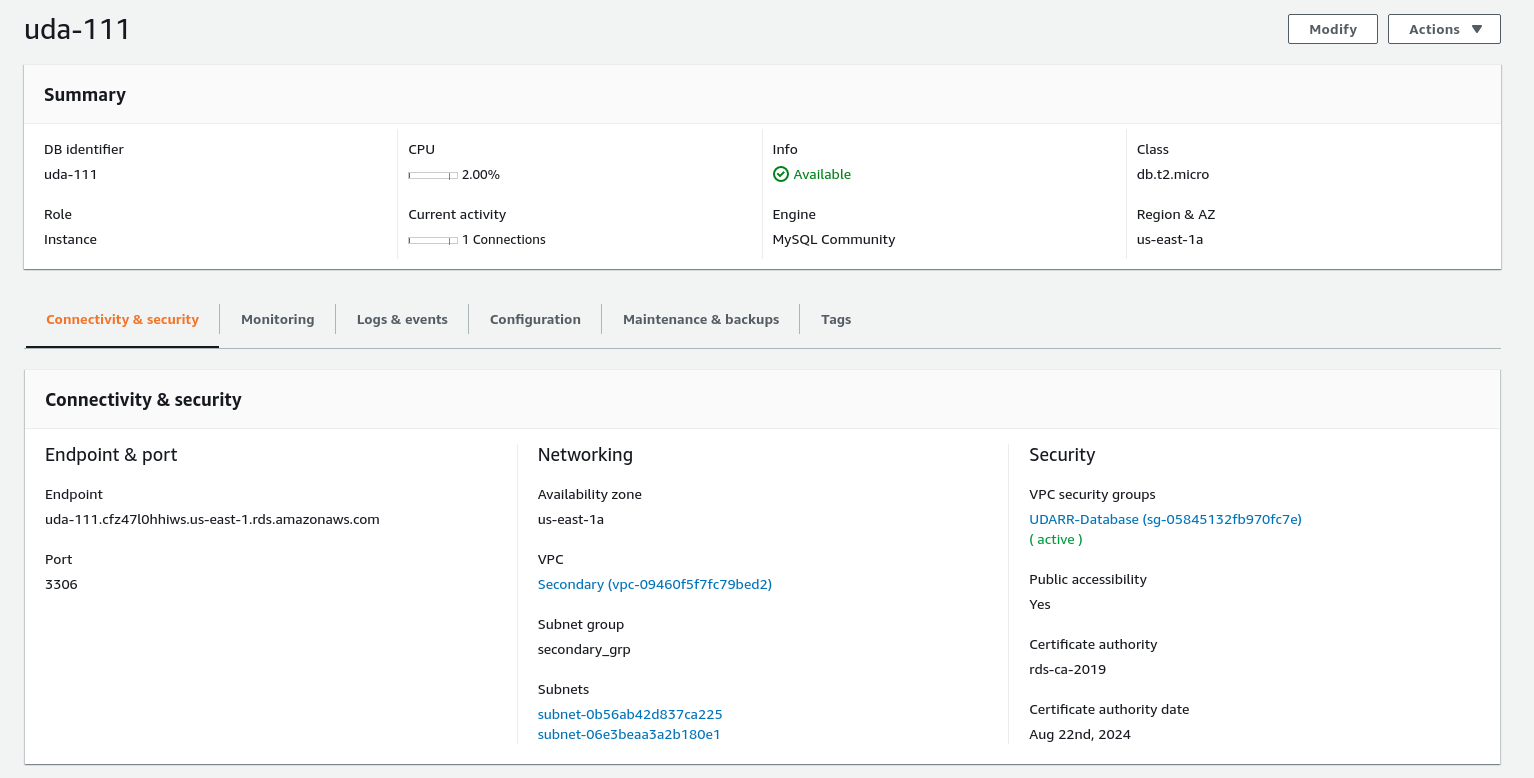 uda-111
Modify
Actions
Summary
DB identifier
uda-111
CPU
2.00%
Info
Available
Class
db.t2.micro
Role
Instance
Current activity
1 Connections
Engine
MySQL Community
Region & AZ
us-east-1a
Connectivity & security
Monitoring
Logs & events
Configuration
Maintenance & backups
Tags
Connectivity & security
Endpoint & port
Endpoint
uda-111.cfz47l0hhiws.us-east-1.rds.amazonaws.com
Port
3306
Networking
Availability zone
us-east-1a
VPC
Secondary (vpc-09460f5f7fc79bed2)
Subnet group
secondary_grp
Subnets
subnet-0b56ab42d837ca225
subnet-06e3beaa3a2b180e1
Security
VPC security groups
UDARR-Database (sg-05845132fb970fc7e)
( active )
Public accessibility
Yes
Certificate authority
rds-ca-2019
Certificate authority date
Aug 22nd, 2024